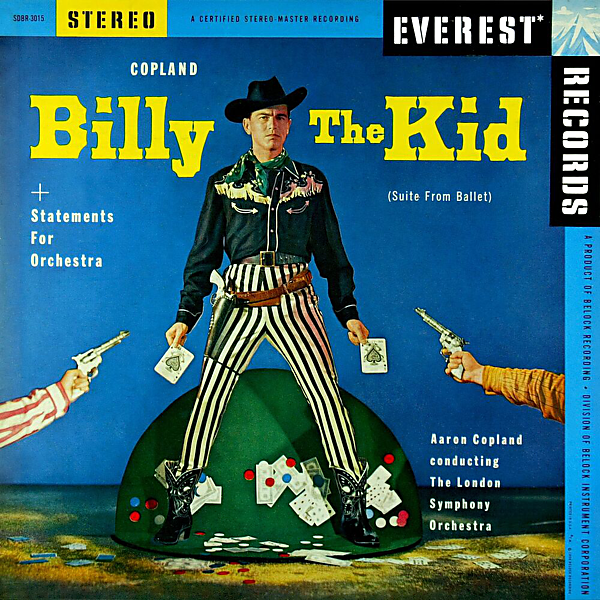 SDBR-3015
STEREO
A CERTIFIED STEREO-MASTER RECORDING
EVEREST*
RECORDS
COPLAND
Billy The Kid
(Suite From Ballet)
+
Statements
For
Orchestra
Aaron Copland
conducting
The London
Symphony
Orchestra
A PRODUCT OF BELOCK RECORDING • DIVISION OF BELOCK INSTRUMENT CORPORATION